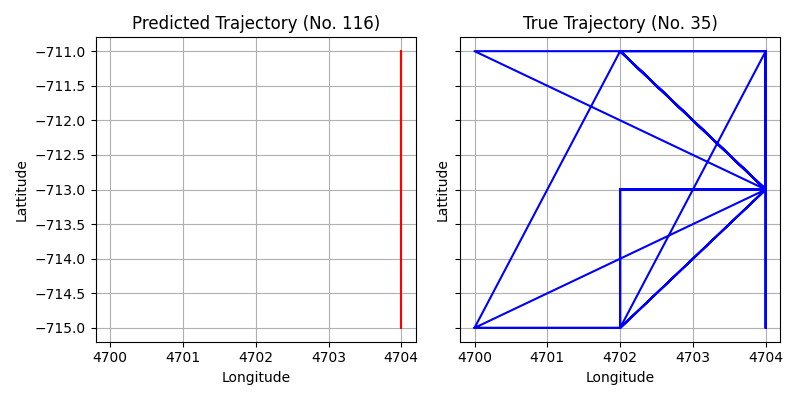 Predicted Trajectory (No. 116)
True Trajectory (No. 35)
−711.0
−711.5
−712.0
−712.5
−713.0
−713.5
−714.0
−714.5
−715.0
Lattitude
Lattitude
4700 4701 4702 4703 4704
4700 4701 4702 4703 4704
Longitude
Longitude